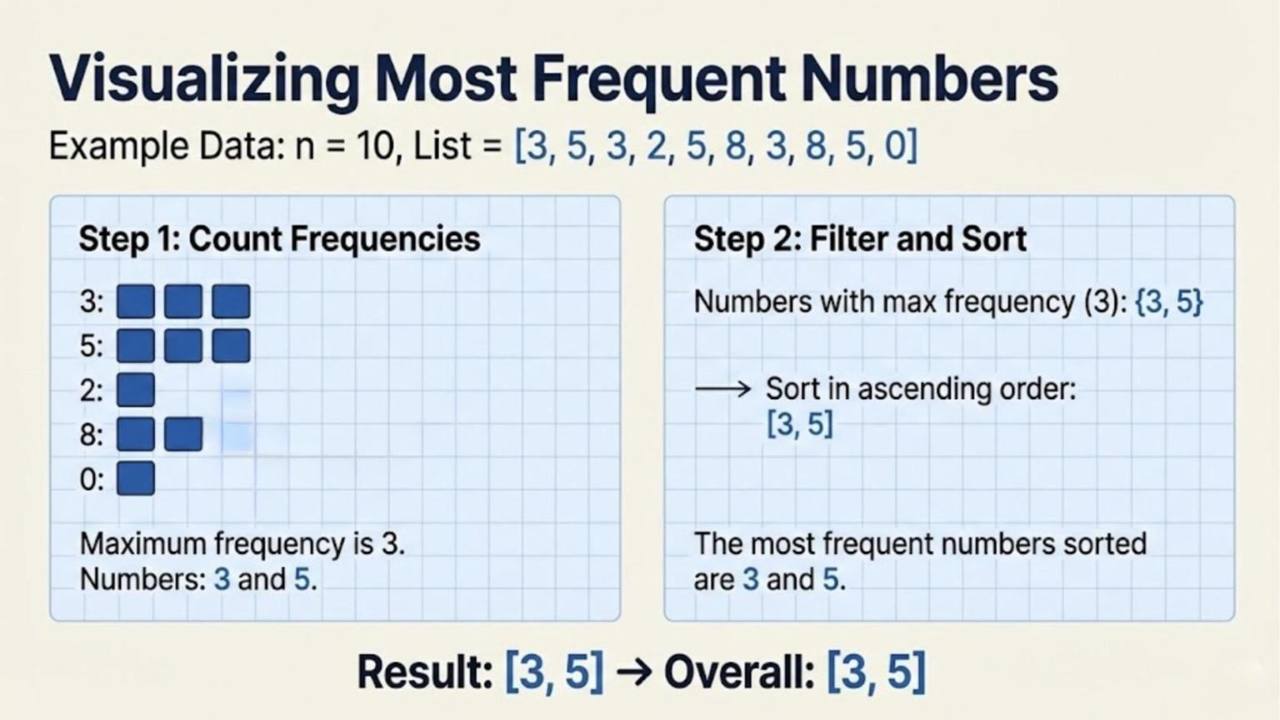 Visualizing Most Frequent Numbers
Example Data: n = 10, List = [3, 5, 3, 2, 5, 8, 3, 8, 5, 0]
Step 1: Count Frequencies
3:
5:
2:
8:
0:
Maximum frequency is 3.
Numbers: 3 and 5.
Step 2: Filter and Sort
Numbers with max frequency (3): {3, 5}
→ Sort in ascending order:
[3, 5]
The most frequent numbers sorted
are 3 and 5.
Result: [3, 5] → Overall: [3, 5]